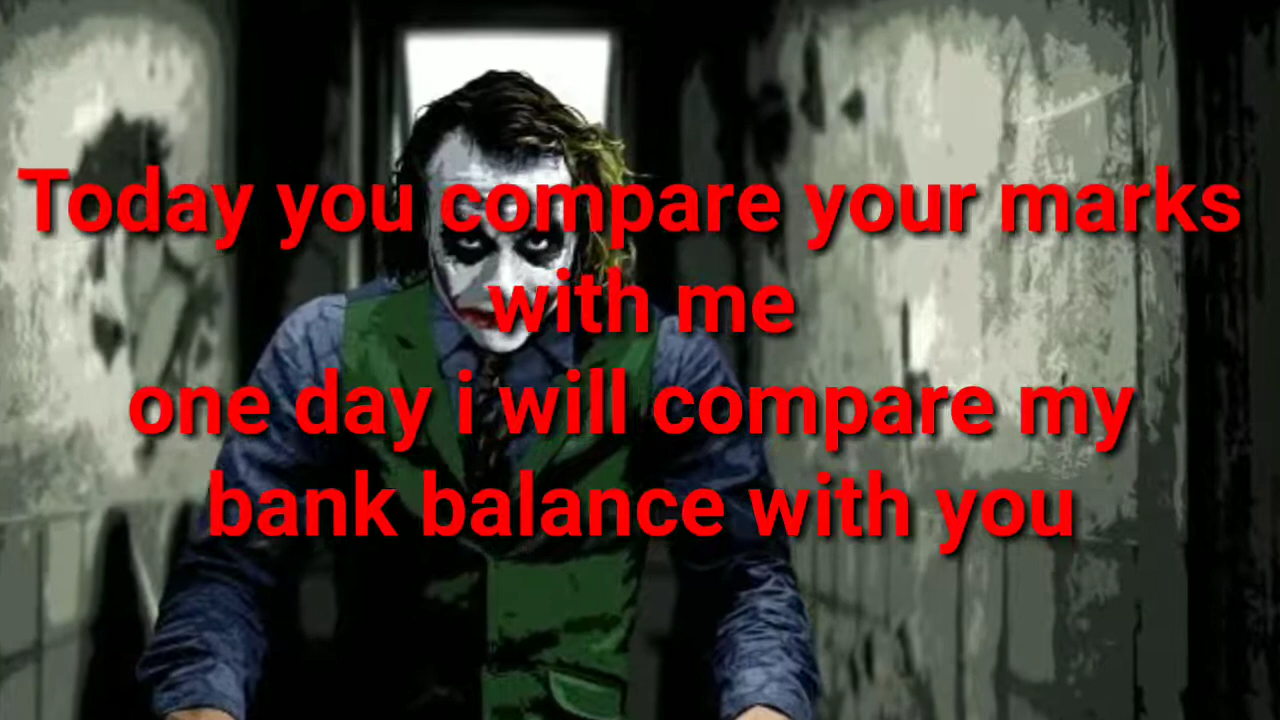 Today you compare your marks
with me
one day i will compare my
bank balance with you